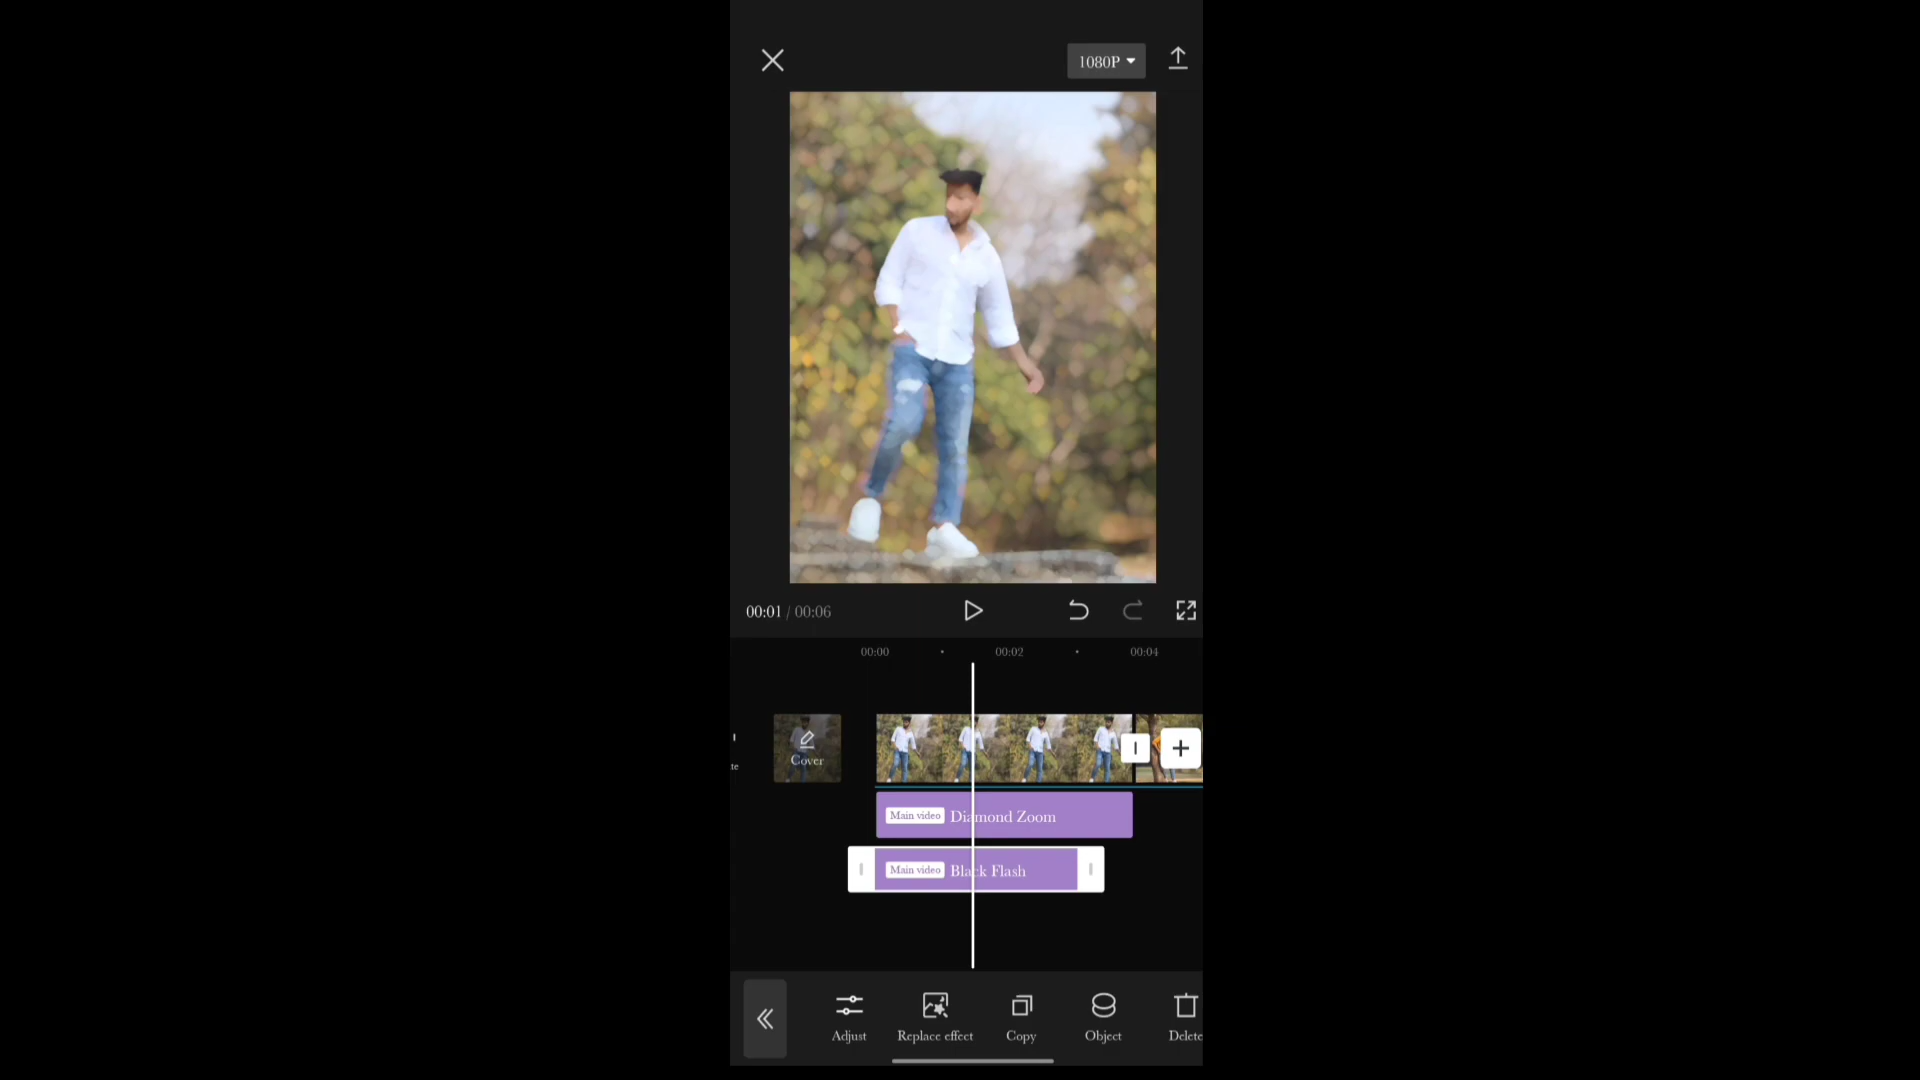 1080P
00:01 / 00:06
00:00 00:02 00:04
te
Cover
Main video Diamond Zoom
Main video Black Flash
Adjust Replace effect Copy Object Delete